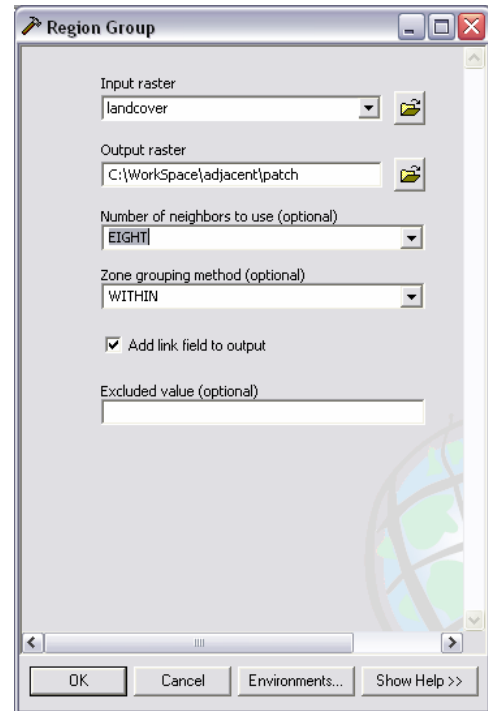 Region Group
Input raster
landcover
Output raster
C:\WorkSpace\adjacent\patch
Number of neighbors to use (optional)
EIGHT
Zone grouping method (optional)
WITHIN
Add link field to output
Excluded value (optional)
OK
Cancel
Environments...
Show Help >>